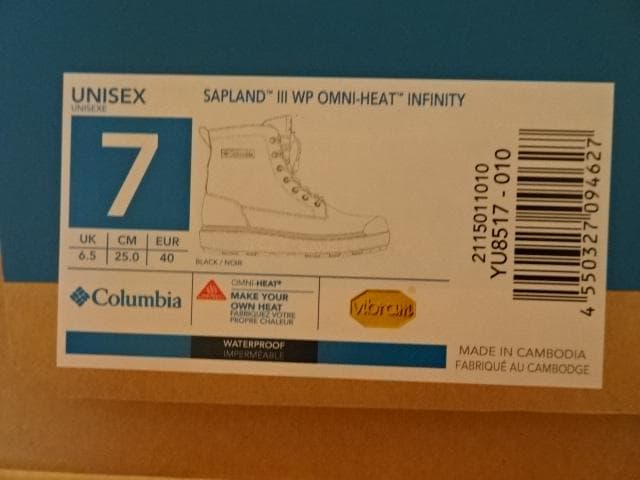 UNISEX
UNISEXE
SAPLAND™ III WP OMNI-HEAT™ INFINITY
7
Columbia
UK CM EUR
6.5 25.0 40
BLACK / NOIR
Columbia
OMNI-HEAT®
MAKE YOUR
OWN HEAT
FABRIQUEZ VOTRE
PROPRE CHALEUR
vibram
WATERPROOF
IMPERMÉABLE
2115011010
YU8517 - 010
4 550327 094627
MADE IN CAMBODIA
FABRIQUÉ AU CAMBODGE